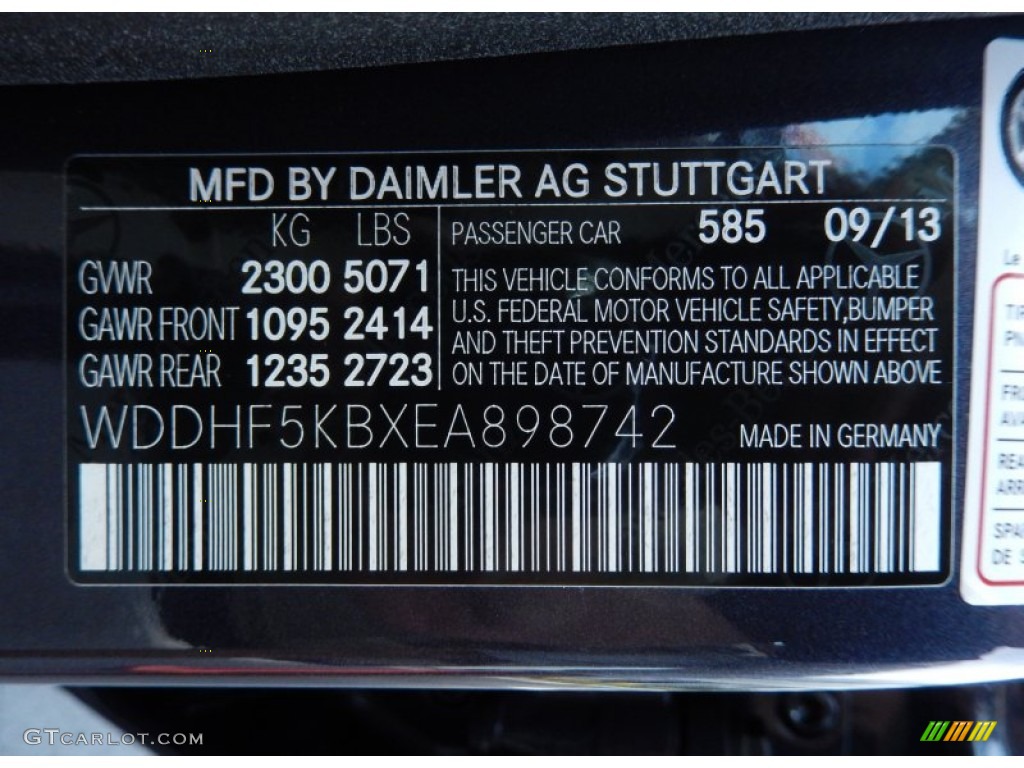 MFD BY DAIMLER AG STUTTGART
KG LBS
GVWR 2300 5071
GAWR FRONT 1095 2414
GAWR REAR 1235 2723
PASSENGER CAR 585 09/13
THIS VEHICLE CONFORMS TO ALL APPLICABLE
U.S. FEDERAL MOTOR VEHICLE SAFETY,BUMPER
AND THEFT PREVENTION STANDARDS IN EFFECT
ON THE DATE OF MANUFACTURE SHOWN ABOVE
WDDHF5KBXEA898742 MADE IN GERMANY
Le
DE
GTCARLOT.COM